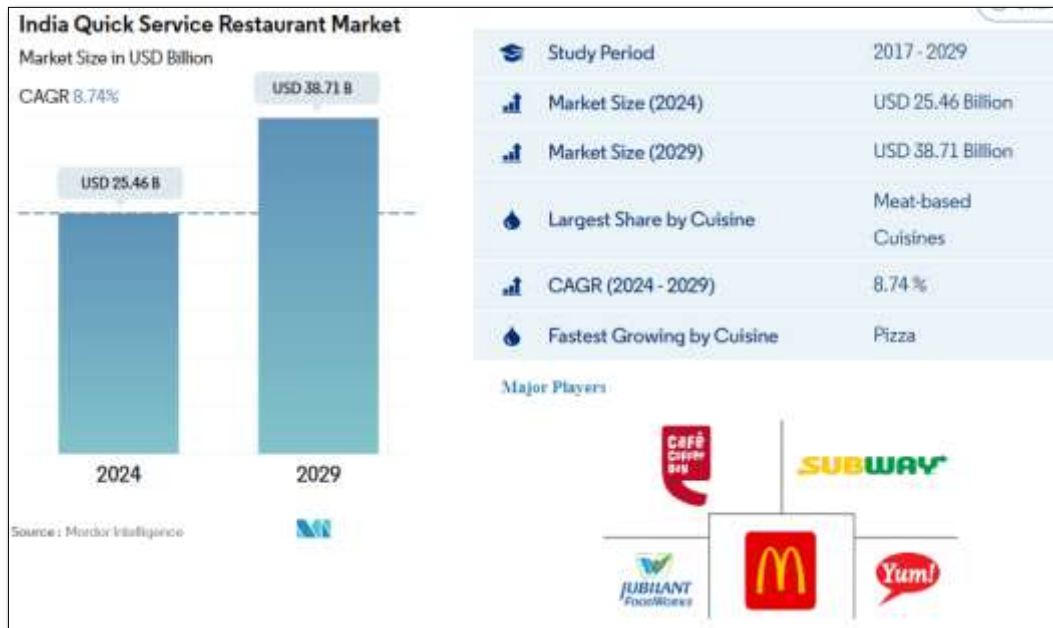 India Quick Service Restaurant Market
Market Size in USD Billion
CAGR 8.74%
USD 38.71 B
USD 25.46 B
2024
2029
Source : Mordor Intelligence
Study Period 2017 - 2029
Market Size (2024) USD 25.46 Billion
Market Size (2029) USD 38.71 Billion
Largest Share by Cuisine Meat-based
Cuisines
CAGR (2024 - 2029) 8.74 %
Fastest Growing by Cuisine Pizza
Major Players
Café
Coffee
Day
SUBWAY
JUBILANT
FoodWorks
Yum!